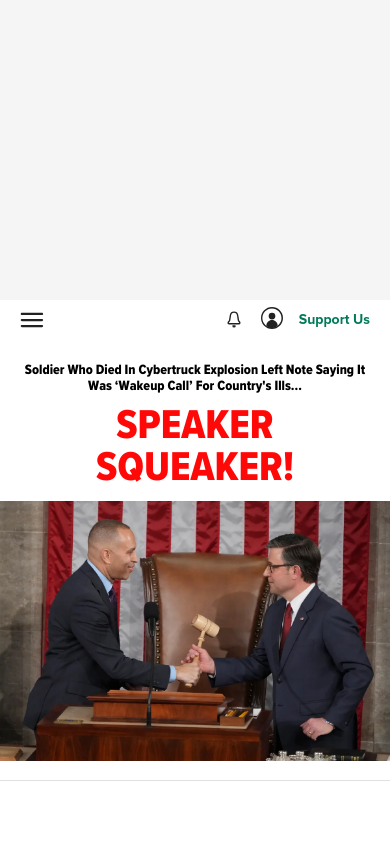 Support Us
Soldier Who Died In Cybertruck Explosion Left Note Saying It
Was ‘Wakeup Call’ For Country's Ills...
SPEAKER
SQUEAKER!